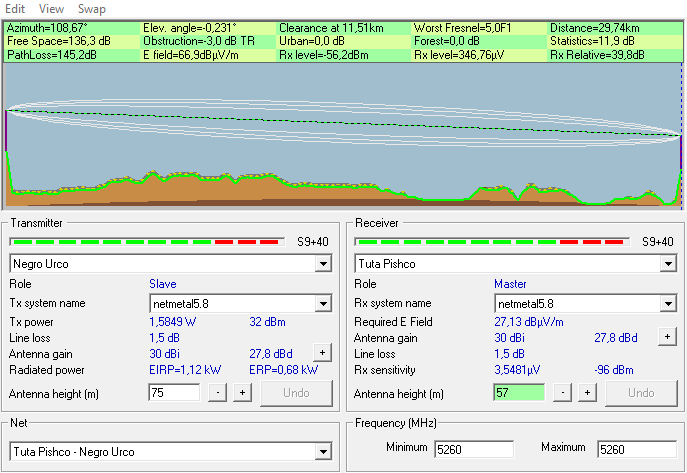 Edit View Swap
Azimuth=108,67° Elev. angle=-0,231° Clearance at 11,51km Worst Fresnel=5,0F1 Distance=29,74km
Free Space=136,3 dB Obstruction=-3,0 dB TR Urban=0,0 dB Forest=0,0 dB Statistics=11,9 dB
PathLoss=145,2dB E field=66,9dBµV/m Rx level=-56,2dBm Rx level=346,76µV Rx Relative=39,8dB
Transmitter
S9+40
Negro Urco
Role Slave
Tx system name netmetal5.8
Tx power 1,5849 W 32 dBm
Line loss 1,5 dB
Antenna gain 30 dBi 27,8 dBd +
Radiated power EIRP=1,12 kW ERP=0,68 kW
Antenna height (m) 75 - + Undo
Net
Tuta Pishco - Negro Urco
Receiver
S9+40
Tuta Pishco
Role Master
Rx system name netmetal5.8
Required E Field 27,13 dBµV/m
Antenna gain 30 dBi 27,8 dBd +
Line loss 1,5 dB
Rx sensitivity 3,5481µV -96 dBm
Antenna height (m) 57 - + Undo
Frequency (MHz)
Minimum 5260 Maximum 5260